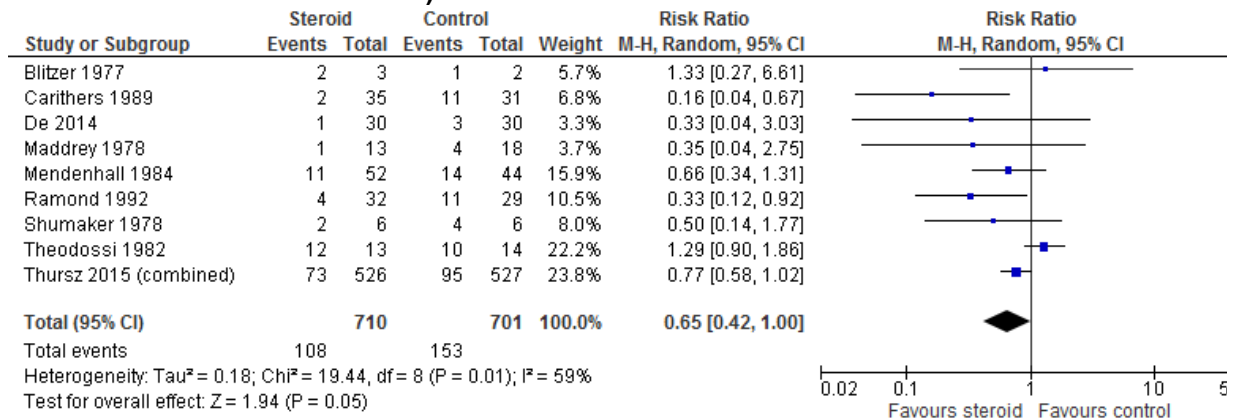 Steroid Control Risk Ratio Risk Ratio
Study or Subgroup Events Total Events Total Weight M-H, Random, 95% CI M-H, Random, 95% CI
Blitzer 1977 2 3 1 2 5.7% 1.33 [0.27, 6.61]
Carithers 1989 2 35 11 31 6.8% 0.16 [0.04, 0.67]
De 2014 1 30 3 30 3.3% 0.33 [0.04, 3.03]
Maddrey 1978 1 13 4 18 3.7% 0.35 [0.04, 2.75]
Mendenhall 1984 11 52 14 44 15.9% 0.66 [0.34, 1.31]
Ramond 1992 4 32 11 29 10.5% 0.33 [0.12, 0.92]
Shumaker 1978 2 6 4 6 8.0% 0.50 [0.14, 1.77]
Theodossi 1982 12 13 10 14 22.2% 1.29 [0.90, 1.86]
Thursz 2015 (combined) 73 526 95 527 23.8% 0.77 [0.58, 1.02]
Total (95% CI) 710 701 100.0% 0.65 [0.42, 1.00]
Total events 108 153
Heterogeneity: Tau² = 0.18; Chi² = 19.44, df = 8 (P = 0.01); I² = 59%
Test for overall effect: Z = 1.94 (P = 0.05)
0.02 0.1 1 10 5
Favours steroid Favours control